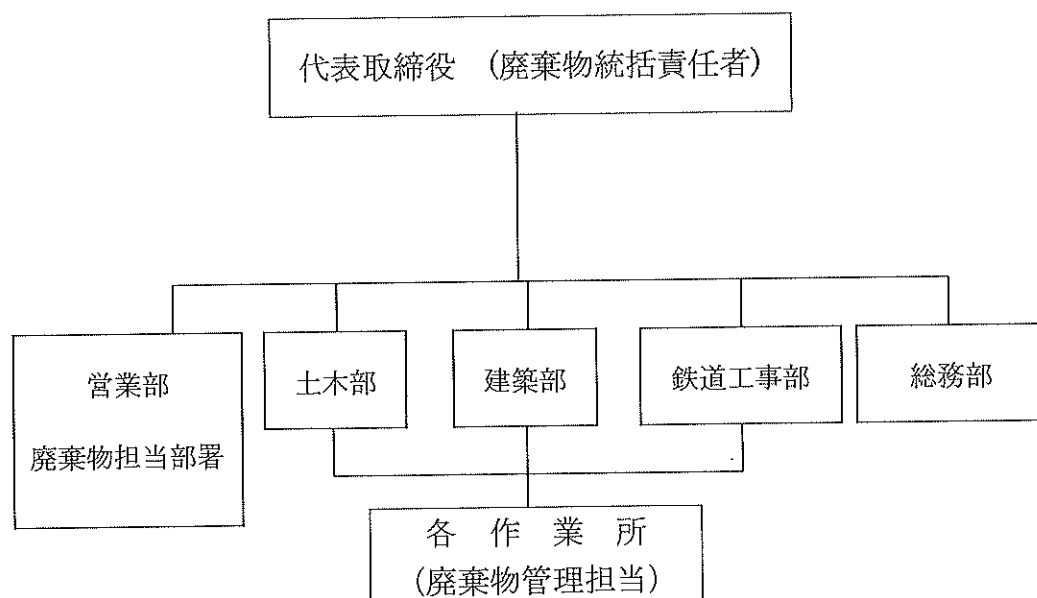 代表取締役 (廃棄物統括責任者)
営業部
廃棄物担当部署
土木部
建築部
鉄道工事部
総務部
各 作 業 所
(廃棄物管理担当)